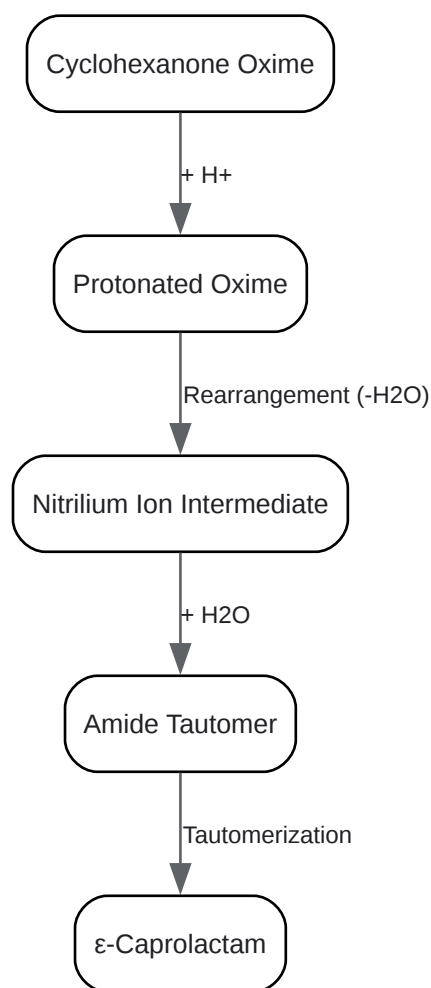 Cyclohexanone Oxime
+ H+
Protonated Oxime
Rearrangement (-H2O)
Nitrilium Ion Intermediate
+ H2O
Amide Tautomer
Tautomerization
ε-Caprolactam